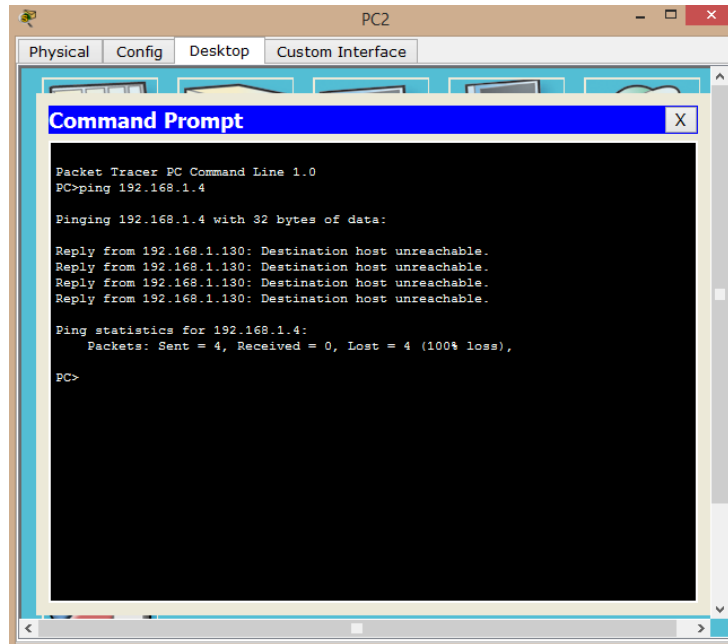 PC2
Physical Config Desktop Custom Interface
Command Prompt
X
Packet Tracer PC Command Line 1.0
PC>ping 192.168.1.4
Pinging 192.168.1.4 with 32 bytes of data:
Reply from 192.168.1.130: Destination host unreachable.
Reply from 192.168.1.130: Destination host unreachable.
Reply from 192.168.1.130: Destination host unreachable.
Reply from 192.168.1.130: Destination host unreachable.
Ping statistics for 192.168.1.4:
Packets: Sent = 4, Received = 0, Lost = 4 (100% loss),
PC>